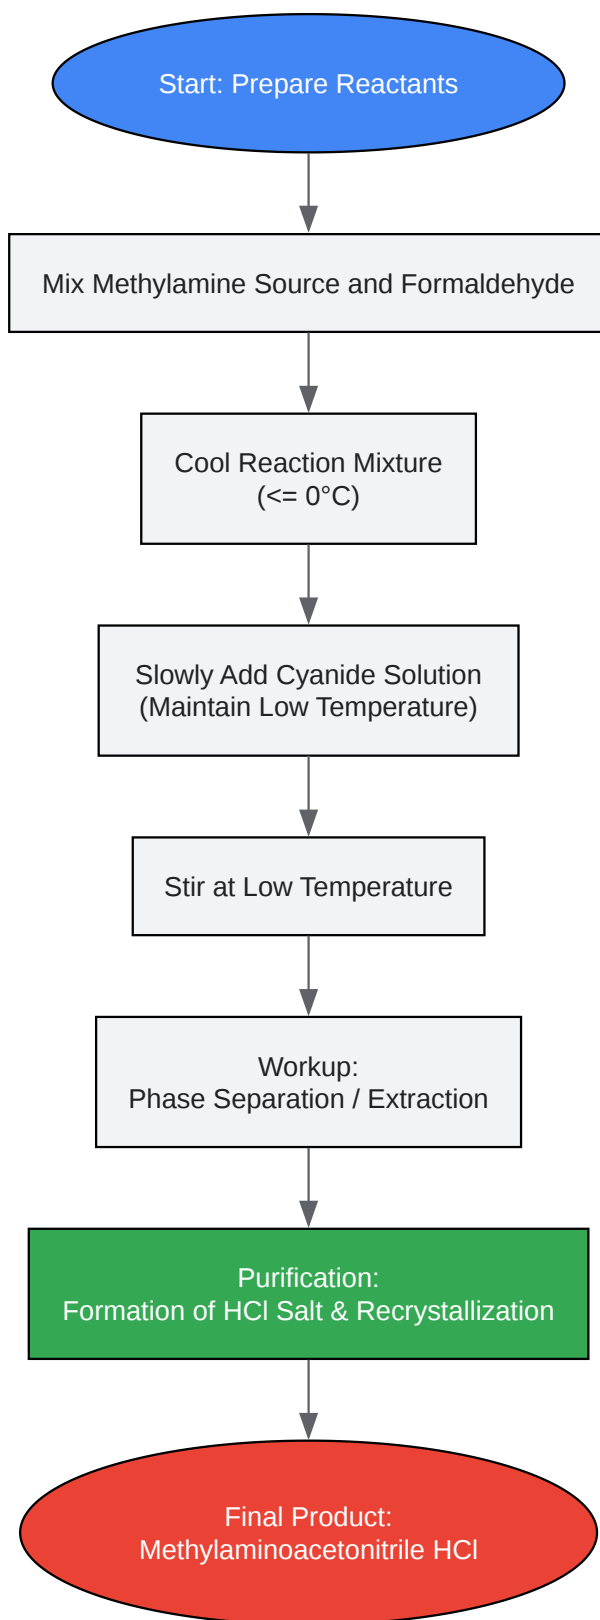 Start: Prepare Reactants
Mix Methylamine Source and Formaldehyde
Cool Reaction Mixture
(<= 0°C)
Slowly Add Cyanide Solution
(Maintain Low Temperature)
Stir at Low Temperature
Workup:
Phase Separation / Extraction
Purification:
Formation of HCl Salt & Recrystallization
Final Product:
Methylaminoacetonitrile HCl